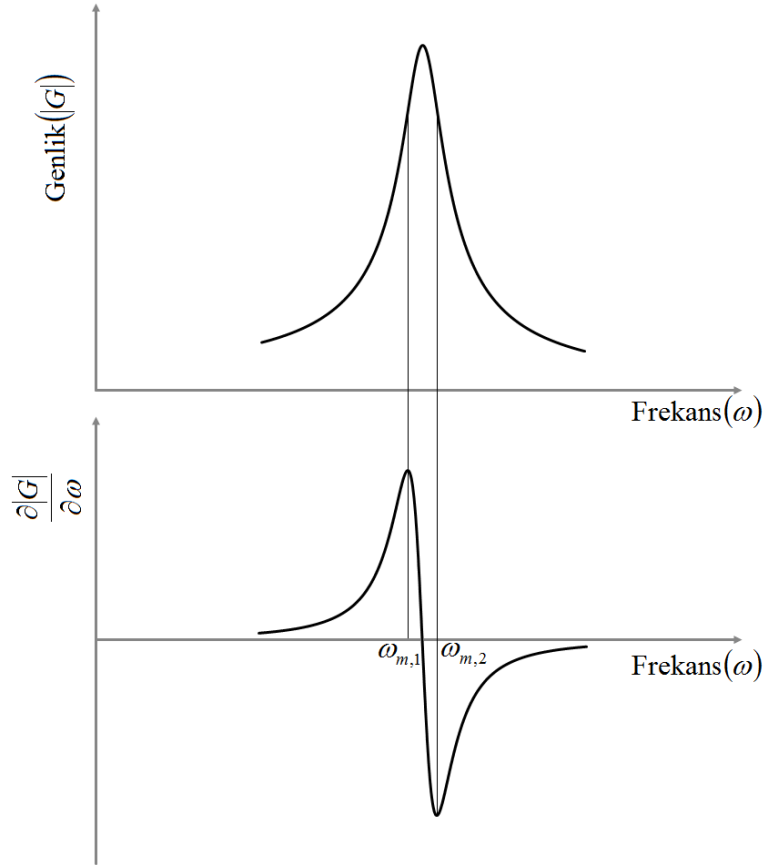 Genlik(|G|)
Frekans(ω)
∂|G|
∂ω
ω_{m,1}
ω_{m,2}
Frekans(ω)